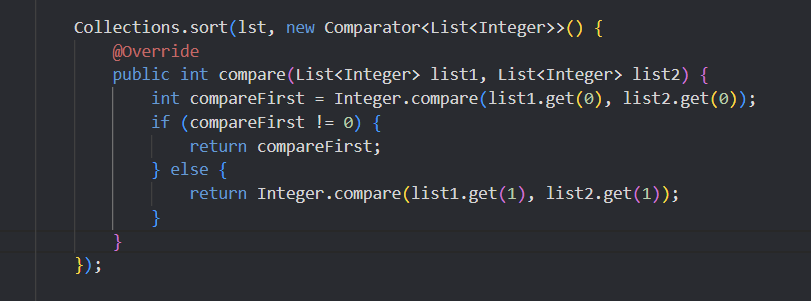 Collections.sort(lst, new Comparator<List<Integer>>() {
@Override
public int compare(List<Integer> list1, List<Integer> list2) {
int compareFirst = Integer.compare(list1.get(0), list2.get(0));
if (compareFirst != 0) {
return compareFirst;
} else {
return Integer.compare(list1.get(1), list2.get(1));
}
}
});